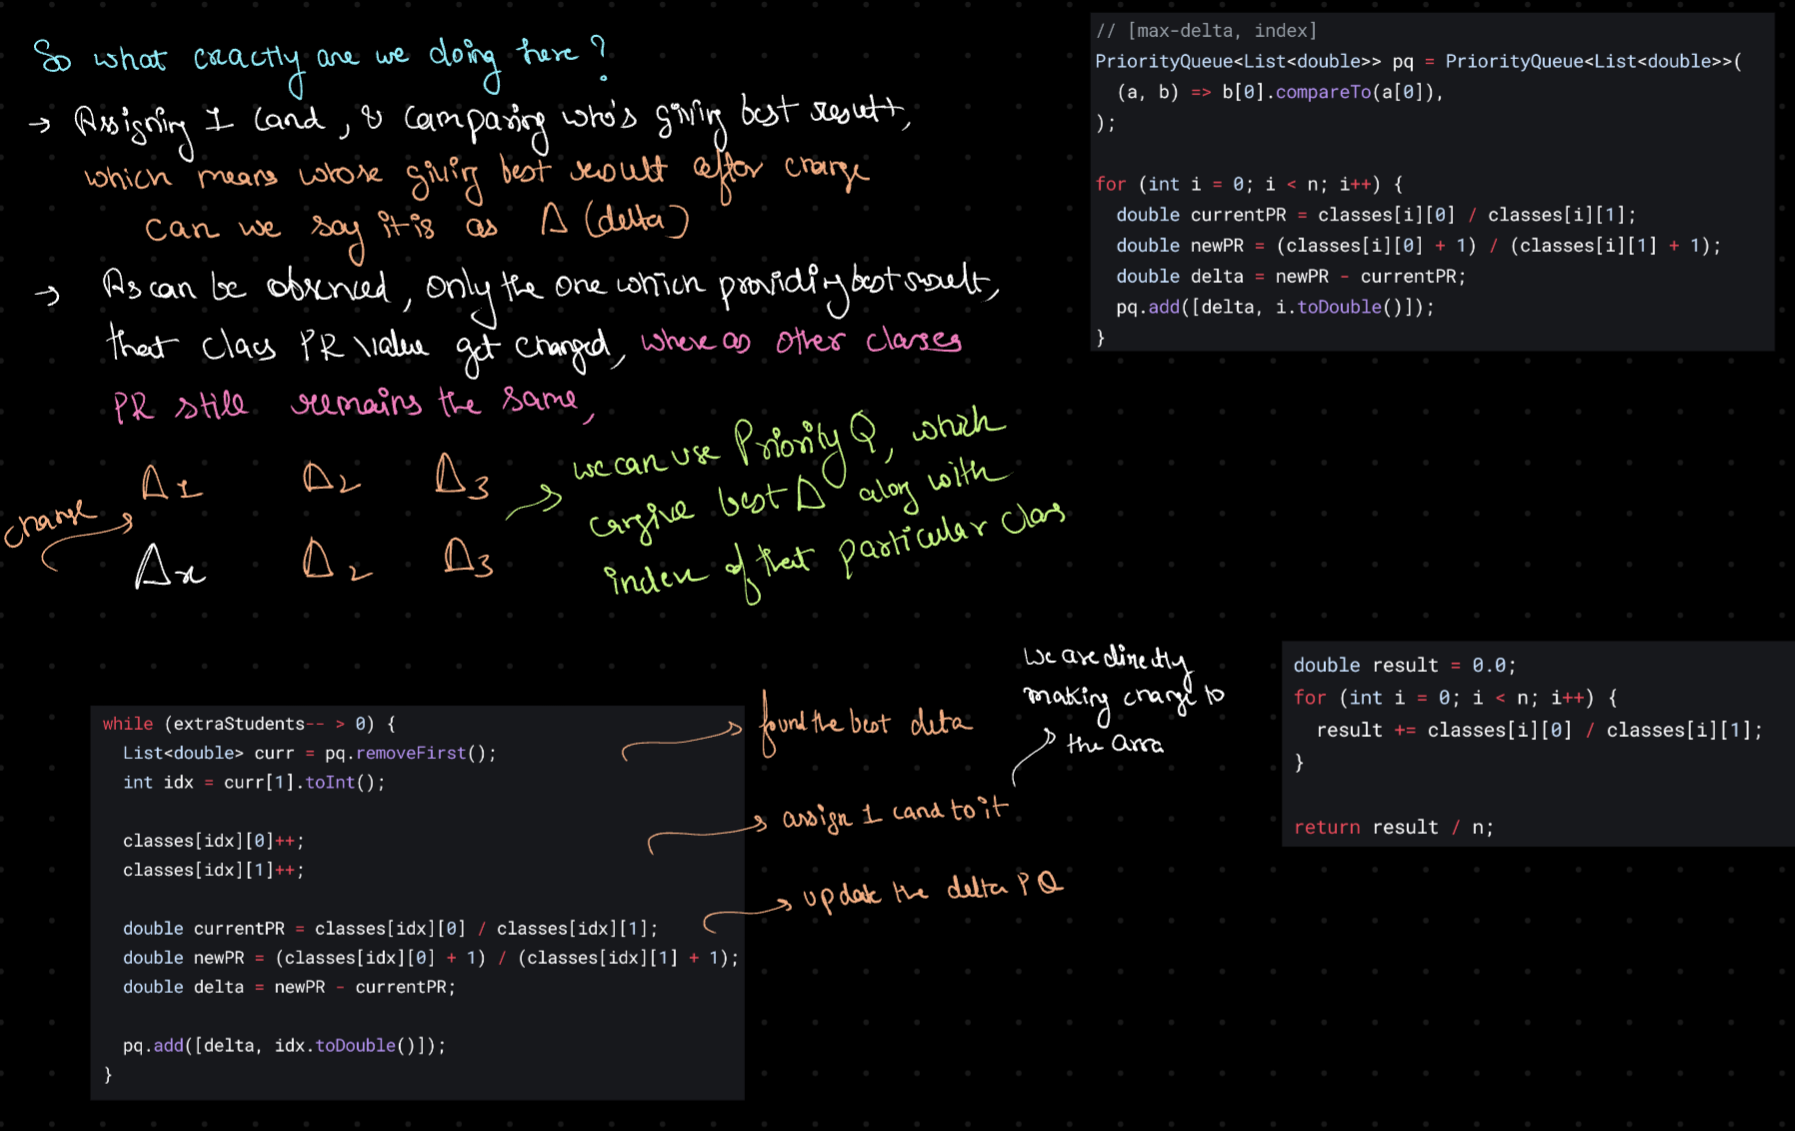 So what exactly are we doing here?
→ Assigning 1 cand, & comparing who's giving best result,
which means whose giving best result after change
can we say it is as Δ (delta)
→ As can be observed, only the one which providing best result,
that class PR value get changed, where as other classes
PR still remains the same,
Δ1 Δ2 Δ3
change
Δx Δ2 Δ3
→ we can use Priority Q, which
can give best Δ along with
index of that particular class
// [max-delta, index]
PriorityQueue<List<double>> pq = PriorityQueue<List<double>>(
(a, b) => b[0].compareTo(a[0]),
);
for (int i = 0; i < n; i++) {
double currentPR = classes[i][0] / classes[i][1];
double newPR = (classes[i][0] + 1) / (classes[i][1] + 1);
double delta = newPR - currentPR;
pq.add([delta, i.toDouble()]);
}
while (extraStudents-- > 0) {
List<double> curr = pq.removeFirst();
int idx = curr[1].toInt();
classes[idx][0]++;
classes[idx][1]++;
double currentPR = classes[idx][0] / classes[idx][1];
double newPR = (classes[idx][0] + 1) / (classes[idx][1] + 1);
double delta = newPR - currentPR;
pq.add([delta, idx.toDouble()]);
}
→ found the best delta
→ assign 1 cand to it
we are directly
making change to
the arra
→ update the delta PQ
double result = 0.0;
for (int i = 0; i < n; i++) {
result += classes[i][0] / classes[i][1];
}
return result / n;